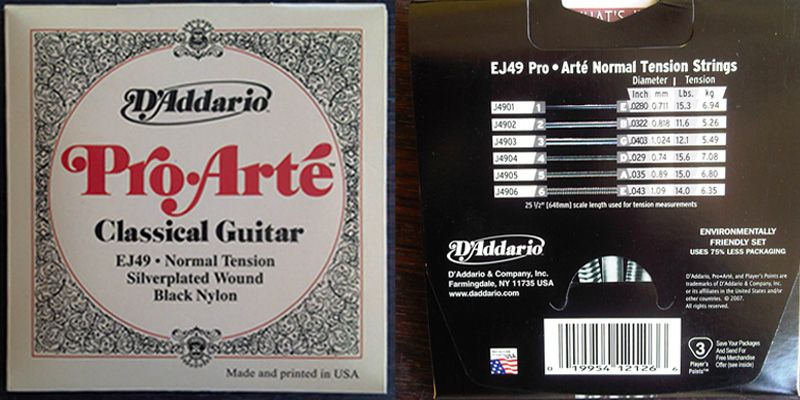 D'Addario
Pro•Arté™
Classical Guitar
EJ49 • Normal Tension
Silverplated Wound
Black Nylon
Made and printed in USA
EJ49 Pro • Arté Normal Tension Strings
Diameter | Tension
Inch mm Lbs. kg
J4901 1 E .0280 0.711 15.3 6.94
J4902 2 B .0322 0.818 11.6 5.26
J4903 3 G .0403 1.024 12.1 5.49
J4904 4 D .029 0.74 15.6 7.08
J4905 5 A .035 0.89 15.0 6.80
J4906 6 E .043 1.09 14.0 6.35
25 1/2" [648mm] scale length used for tension measurements
ENVIRONMENTALLY
FRIENDLY SET
USES 75% LESS PACKAGING
D'Addario
D'Addario & Company, Inc.
Farmingdale, NY 11735 USA
www.daddario.com
D'Addario, Pro•Arté, and Player's Points are
trademarks of D'Addario & Company, Inc.
or its affiliates in the United States and/or
other countries. © 2007.
All rights reserved.
0 19954 12126 6
3
Player's
Points™
Save Your Packages
And Send For
Free Merchandise
Offer (see inside)